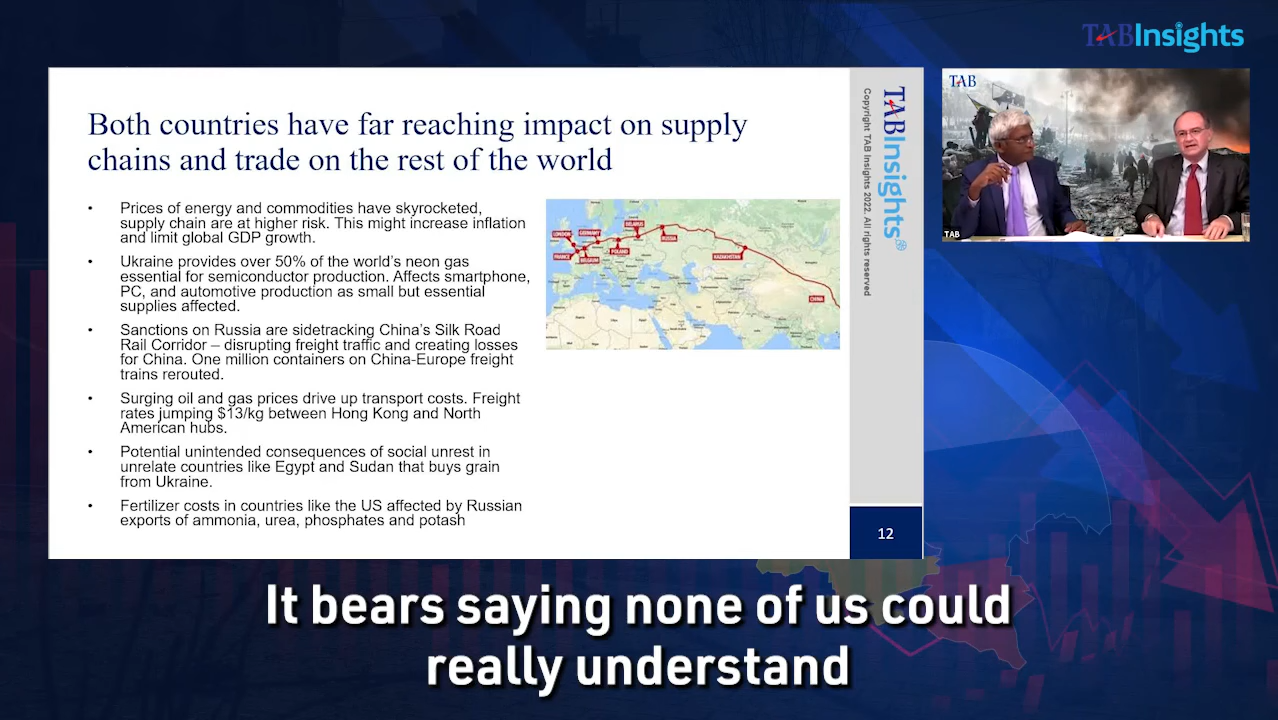 TABInsights
Both countries have far reaching impact on supply
chains and trade on the rest of the world
• Prices of energy and commodities have skyrocketed,
supply chain are at higher risk. This might increase inflation
and limit global GDP growth.
• Ukraine provides over 50% of the world's neon gas
essential for semiconductor production. Affects smartphone,
PC, and automotive production as small but essential
supplies affected.
• Sanctions on Russia are sidetracking China's Silk Road
Rail Corridor – disrupting freight traffic and creating losses
for China. One million containers on China-Europe freight
trains rerouted.
• Surging oil and gas prices drive up transport costs. Freight
rates jumping $13/kg between Hong Kong and North
American hubs.
• Potential unintended consequences of social unrest in
unrelate countries like Egypt and Sudan that buys grain
from Ukraine.
• Fertilizer costs in countries like the US affected by Russian
exports of ammonia, urea, phosphates and potash
LONDON
GERMANY
BELARUS
RUSSIA
FRANCE
BELGIUM
POLAND
KAZAKHSTAN
CHINA
TABInsights
Copyright TAB Insights 2022. All rights reserved
12
TAB
TAB
It bears saying none of us could
really understand